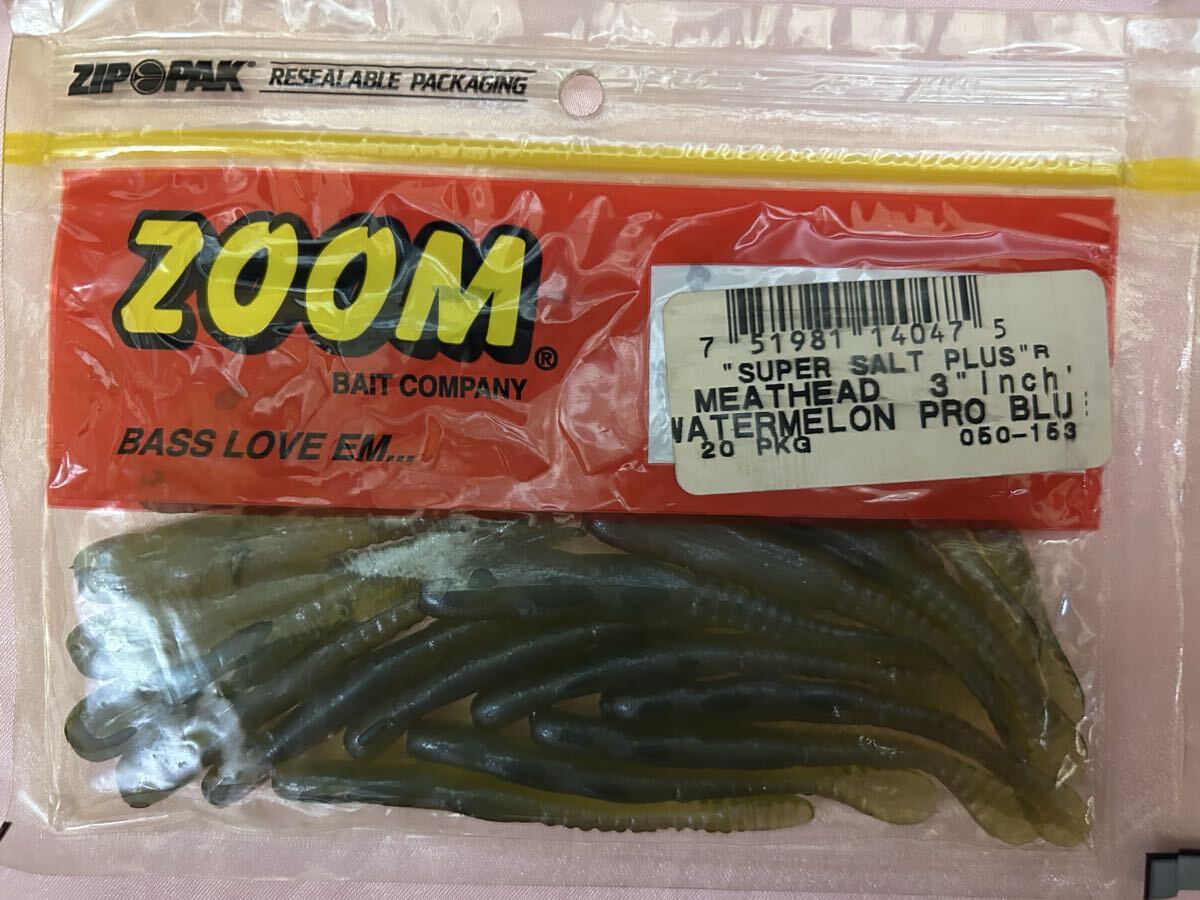 ZIP PAK® RESEALABLE PACKAGING
ZOOM®
BAIT COMPANY
BASS LOVE EM...
7 51981 14047 5
"SUPER SALT PLUS"R
MEATHEAD 3"Inch'
WATERMELON PRO BLU
20 PKG 050-153